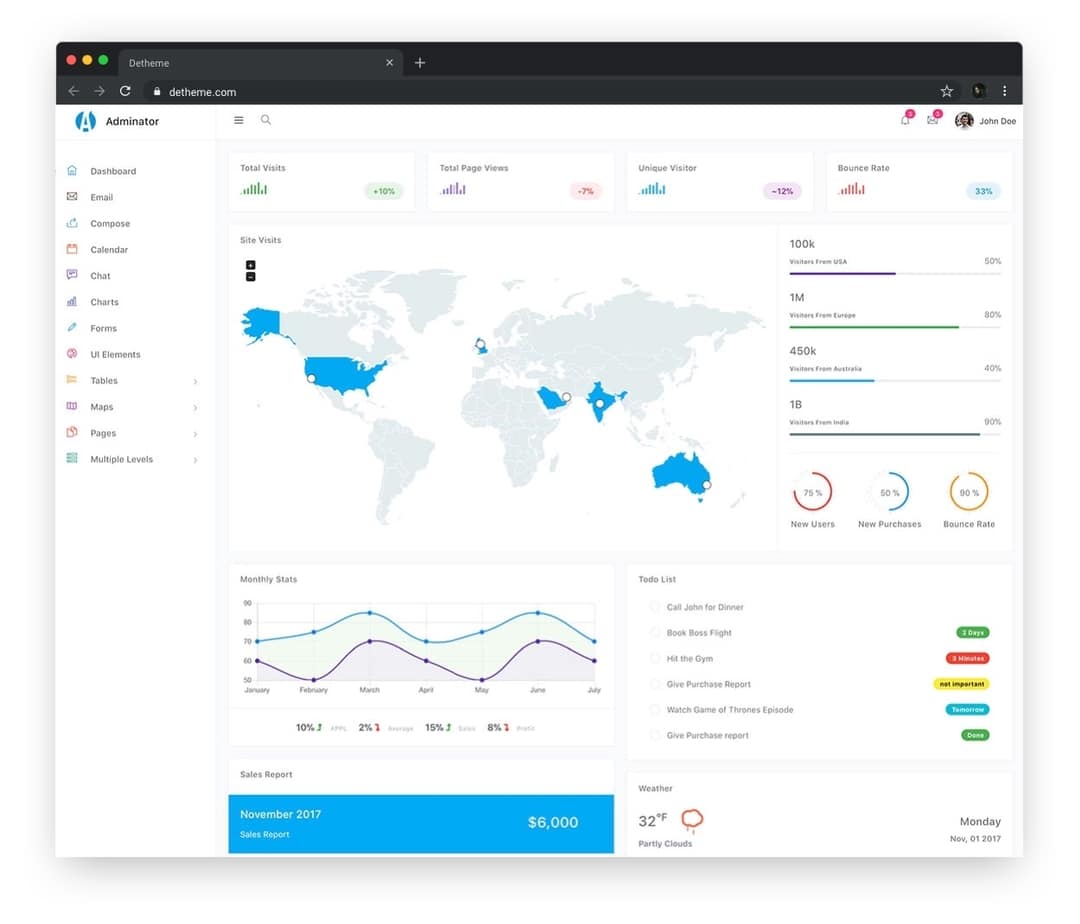 Detheme
detheme.com
Adminator
3
3
John Doe
Dashboard
Email
Compose
Calendar
Chat
Charts
Forms
UI Elements
Tables
Maps
Pages
Multiple Levels
Total Visits
+10%
Total Page Views
-7%
Unique Visitor
~12%
Bounce Rate
33%
Site Visits
+
-
100k
Visitors From USA
50%
1M
Visitors From Europe
80%
450k
Visitors From Australia
40%
1B
Visitors From India
90%
75 %
New Users
50 %
New Purchases
90 %
Bounce Rate
Monthly Stats
90
80
70
60
50
January February March April May June July
10% APPL 2% Average 15% Sales 8% Profit
Todo List
Call John for Dinner
Book Boss Flight 2 Days
Hit the Gym 3 Minutes
Give Purchase Report not important
Watch Game of Thrones Episode Tomorrow
Give Purchase report Done
Sales Report
November 2017
Sales Report
$6,000
Weather
32°F
Partly Clouds
Monday
Nov, 01 2017